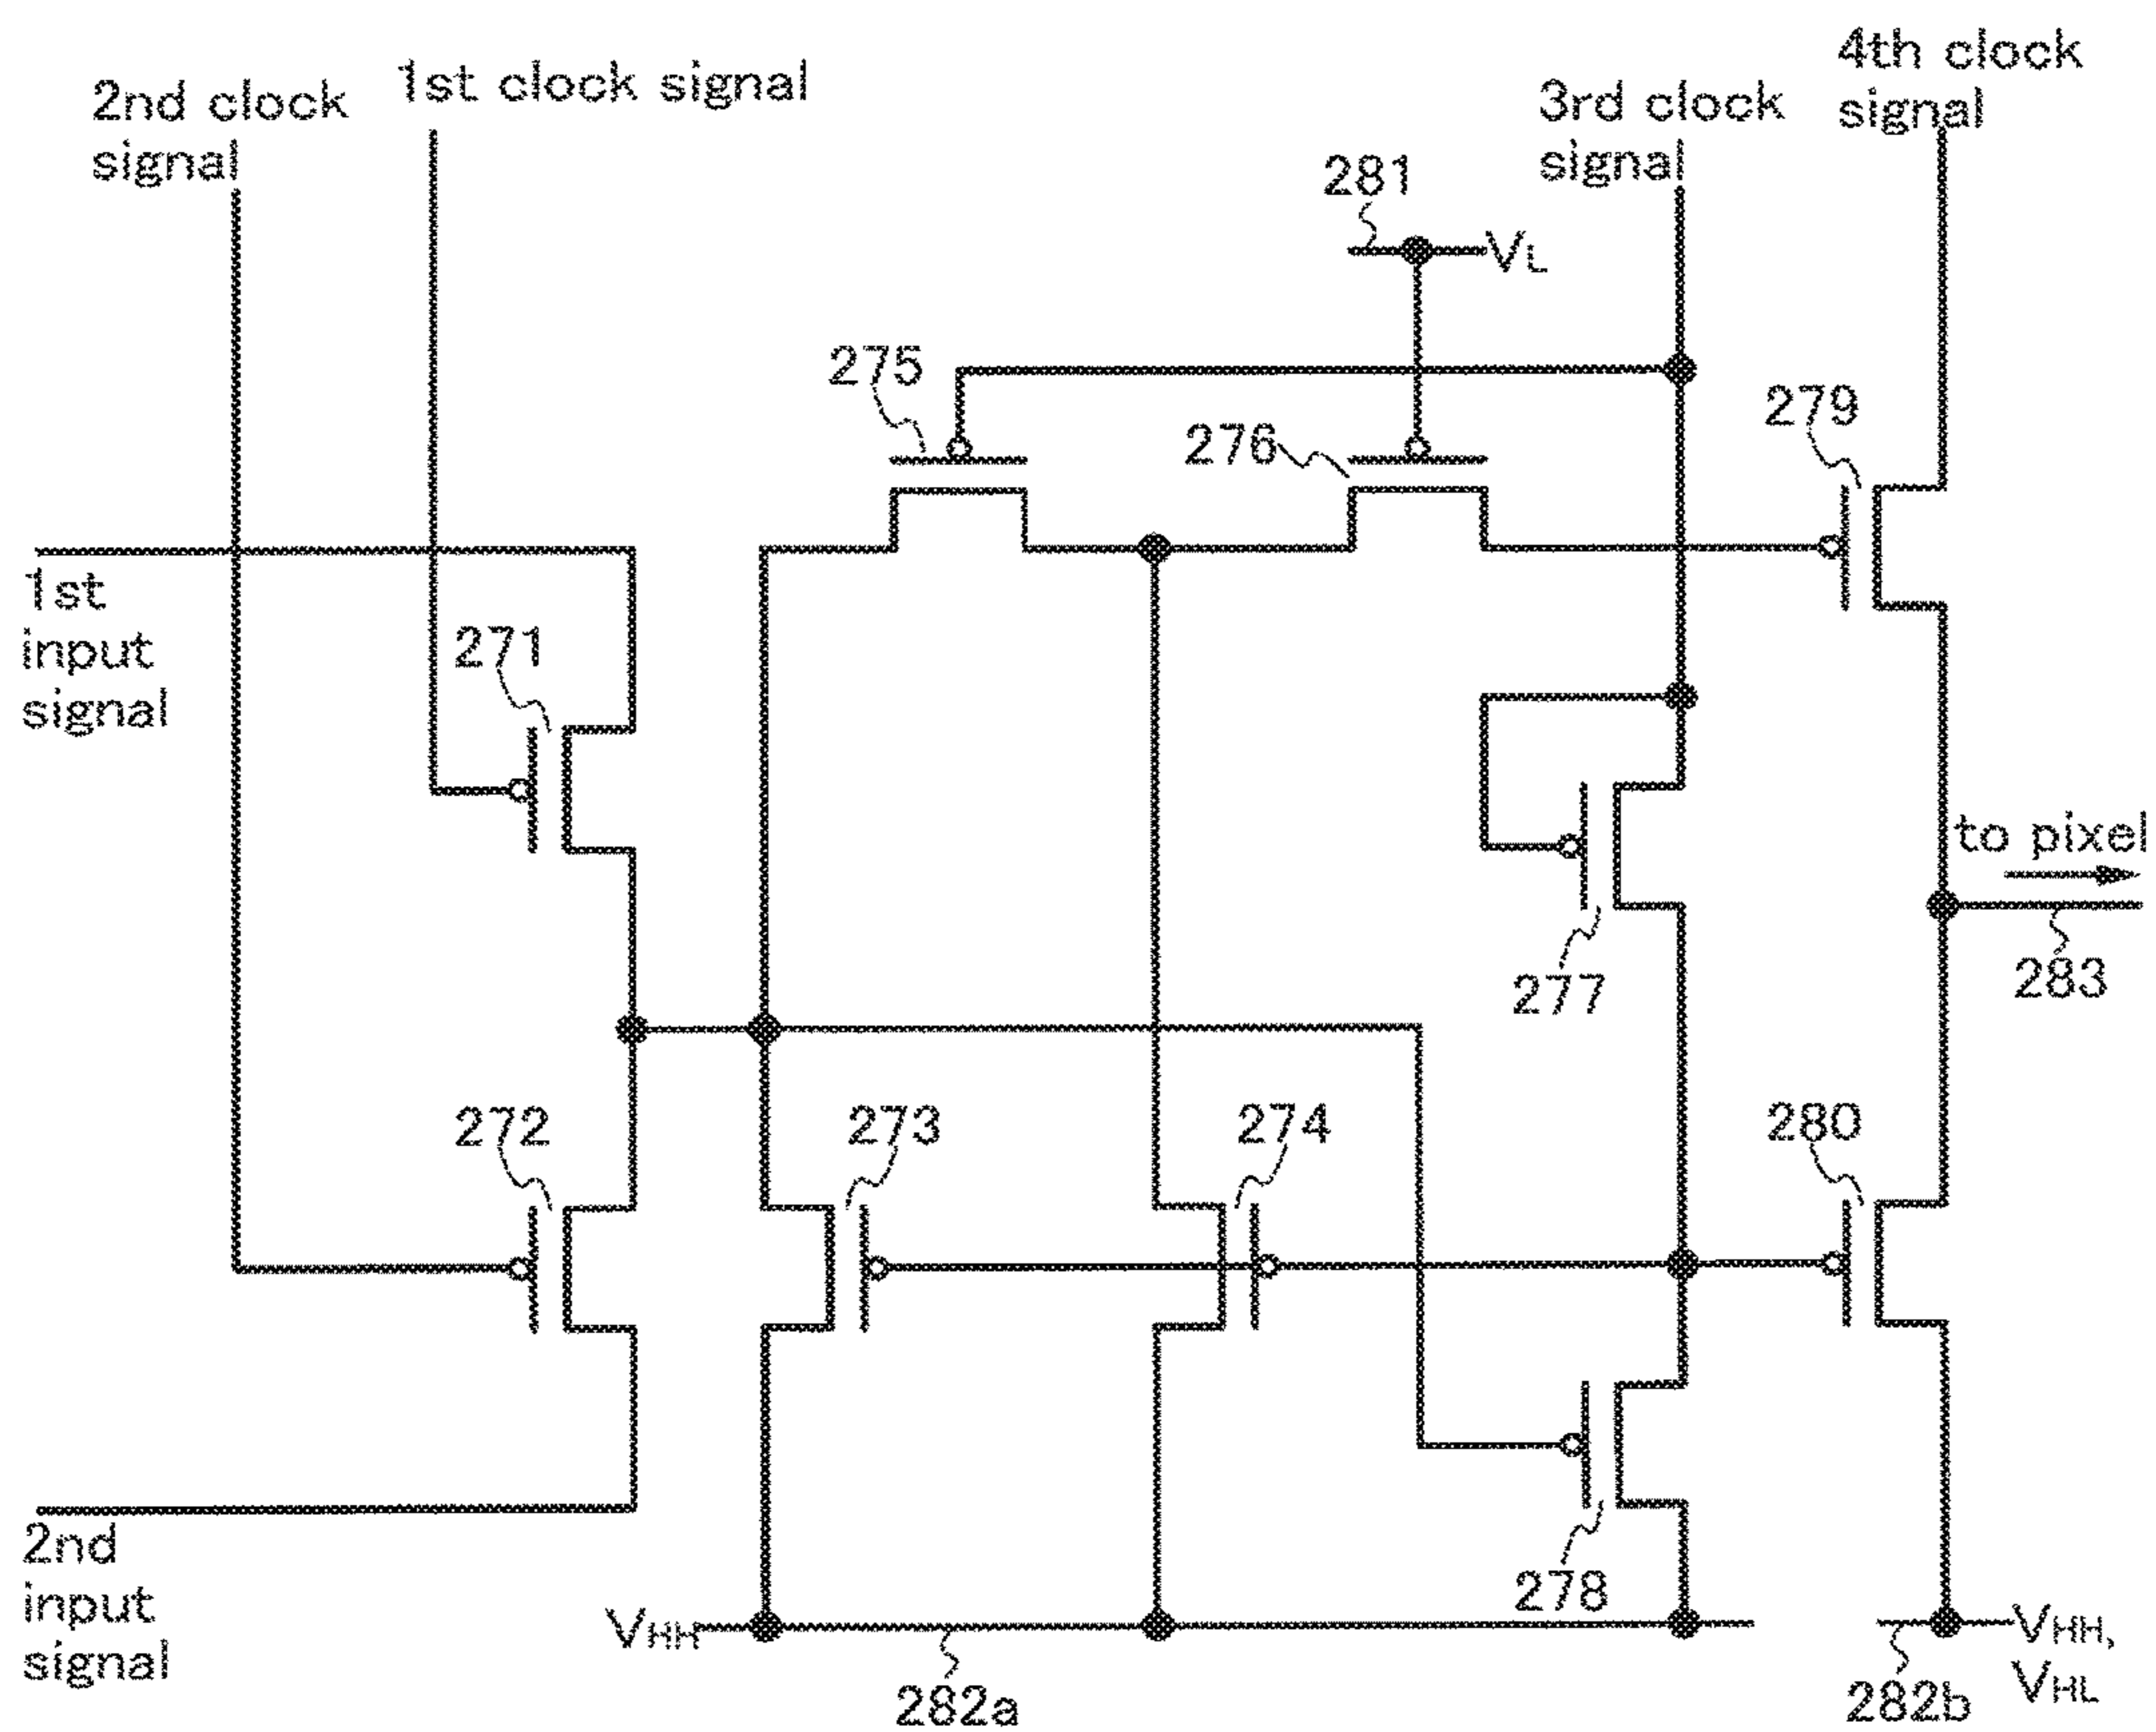 2nd clock
signal
1st clock signal
3rd clock
signal
4th clock
signal
281
VL
275
276
279
1st
input
signal
271
to pixel
283
277
272
273
274
280
2nd
input
signal
278
VHH
282a
282b
VHH,
VHL